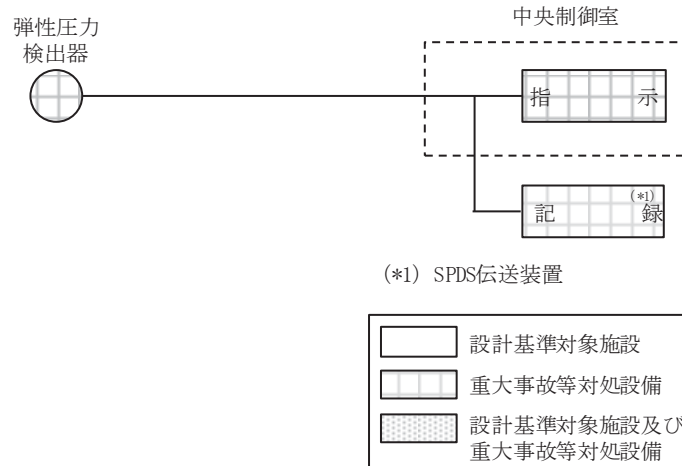 中央制御室
弾性圧力
検出器
指 示
(*1)
記 録
(*1) SPDS伝送装置
設計基準対象施設
重大事故等対処設備
設計基準対象施設及び
重大事故等対処設備